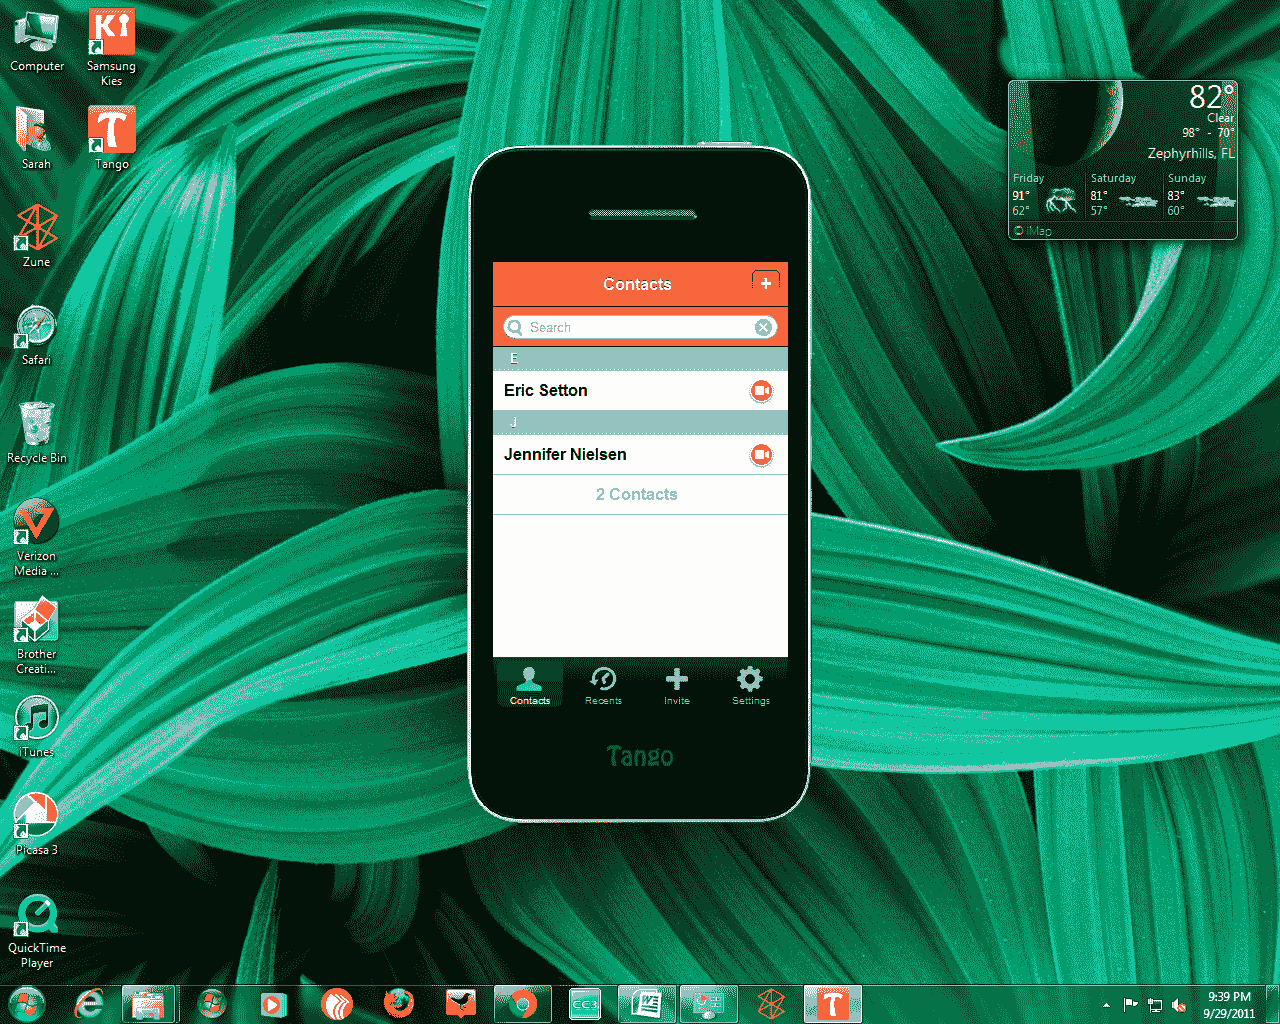 Computer
Samsung
Kies
Sarah
Tango
Zune
Safari
Recycle Bin
Verizon
Media ...
Brother
Creati...
iTunes
Picasa 3
QuickTime
Player
Contacts
+
Search
E
Eric Setton
J
Jennifer Nielsen
2 Contacts
Contacts
Recents
Invite
Settings
Tango
82°
Clear
98° - 70°
Zephyrhills, FL
Friday
91°
62°
Saturday
81°
57°
Sunday
83°
60°
© iMap
CC3
9:39 PM
9/29/2011